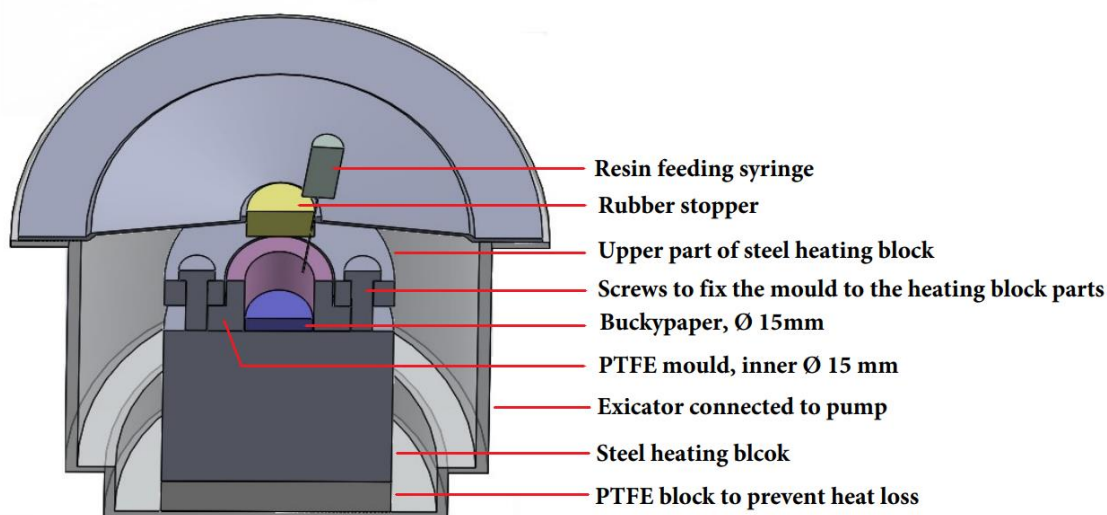 Resin feeding syringe
Rubber stopper
Upper part of steel heating block
Screws to fix the mould to the heating block parts
Buckypaper, Ø 15mm
PTFE mould, inner Ø 15 mm
Exicator connected to pump
Steel heating blcok
PTFE block to prevent heat loss